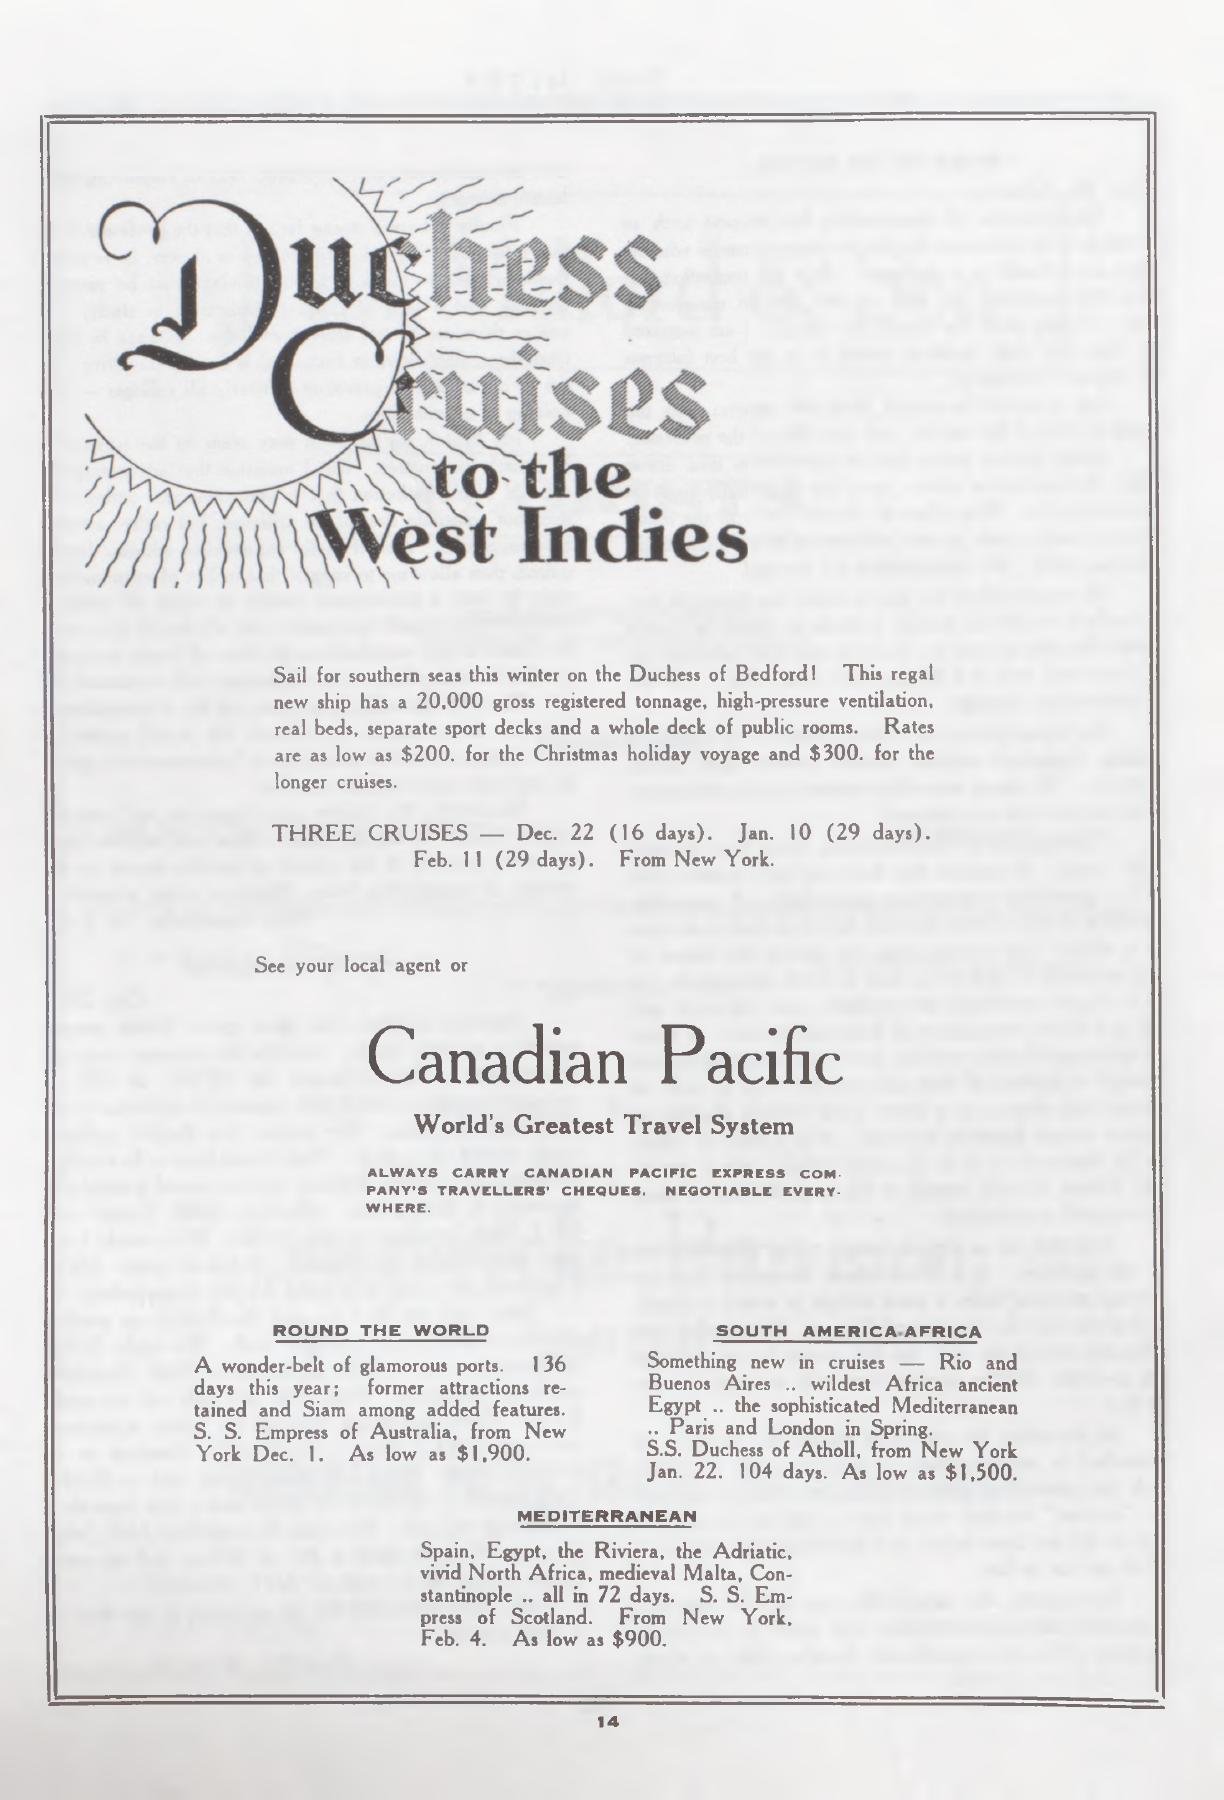 Duchess
Cruises
to the
West Indies
Sail for southern seas this winter on the Duchess of Bedford! This regal
new ship has a 20,000 gross registered tonnage, high-pressure ventilation,
real beds, separate sport decks and a whole deck of public rooms. Rates
are as low as $200. for the Christmas holiday voyage and $300. for the
longer cruises.
THREE CRUISES — Dec. 22 (16 days). Jan. 10 (29 days).
Feb. 11 (29 days). From New York.
See your local agent or
Canadian Pacific
World's Greatest Travel System
ALWAYS CARRY CANADIAN PACIFIC EXPRESS COM-
PANY'S TRAVELLERS' CHEQUES. NEGOTIABLE EVERY-
WHERE.
ROUND THE WORLD
A wonder-belt of glamorous ports. 136
days this year; former attractions re-
tained and Siam among added features.
S. S. Empress of Australia, from New
York Dec. 1. As low as $1,900.
SOUTH AMERICA-AFRICA
Something new in cruises — Rio and
Buenos Aires .. wildest Africa ancient
Egypt .. the sophisticated Mediterranean
.. Paris and London in Spring.
S.S. Duchess of Atholl, from New York
Jan. 22. 104 days. As low as $1,500.
MEDITERRANEAN
Spain, Egypt, the Riviera, the Adriatic,
vivid North Africa, medieval Malta, Con-
stantinople .. all in 72 days. S. S. Em-
press of Scotland. From New York,
Feb. 4. As low as $900.
14